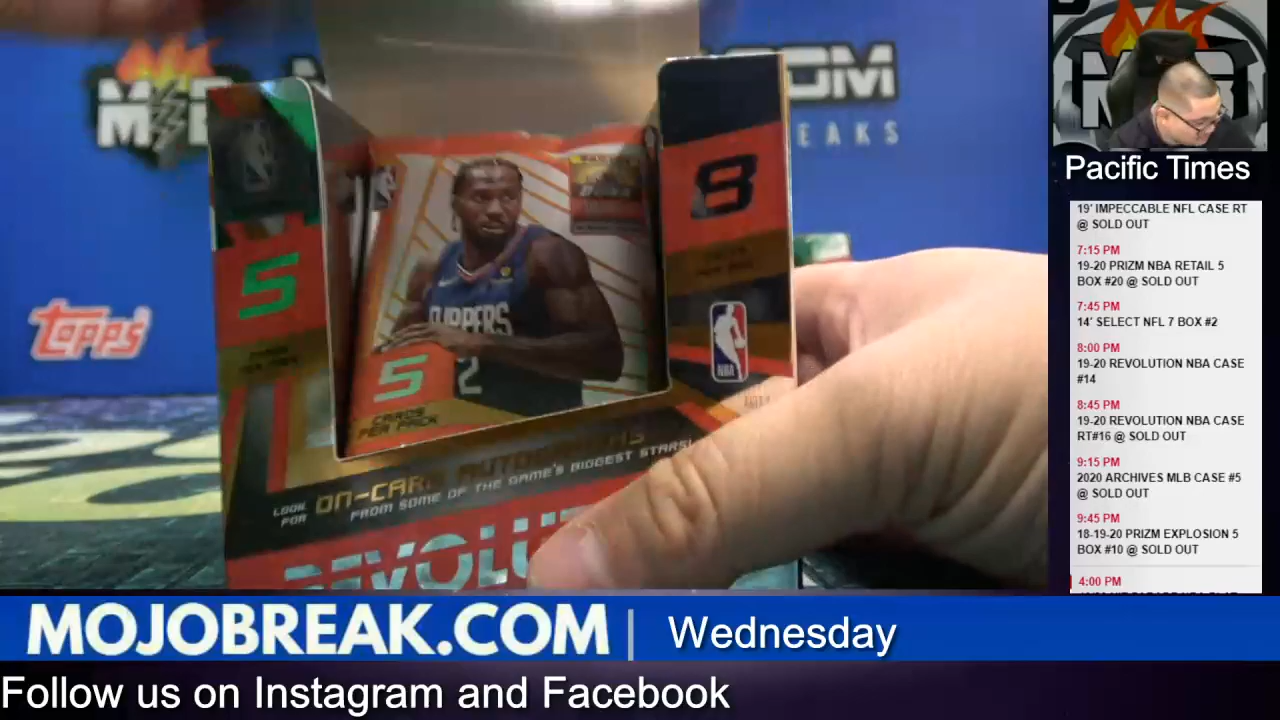 OM
EAKS
8
5
NBA
CLIPPERS
2
5
CARDS
PER PACK
Topps
LOOK FOR ON-CARD AUTOGRAPHS
FROM SOME OF THE GAME'S BIGGEST STARS!
REVOLU
Pacific Times
19' IMPECCABLE NFL CASE RT
@ SOLD OUT
7:15 PM
19-20 PRIZM NBA RETAIL 5
BOX #20 @ SOLD OUT
7:45 PM
14' SELECT NFL 7 BOX #2
8:00 PM
19-20 REVOLUTION NBA CASE
#14
8:45 PM
19-20 REVOLUTION NBA CASE
RT#16 @ SOLD OUT
9:15 PM
2020 ARCHIVES MLB CASE #5
@ SOLD OUT
9:45 PM
18-19-20 PRIZM EXPLOSION 5
BOX #10 @ SOLD OUT
4:00 PM
MOJOBREAK.COM | Wednesday
Follow us on Instagram and Facebook